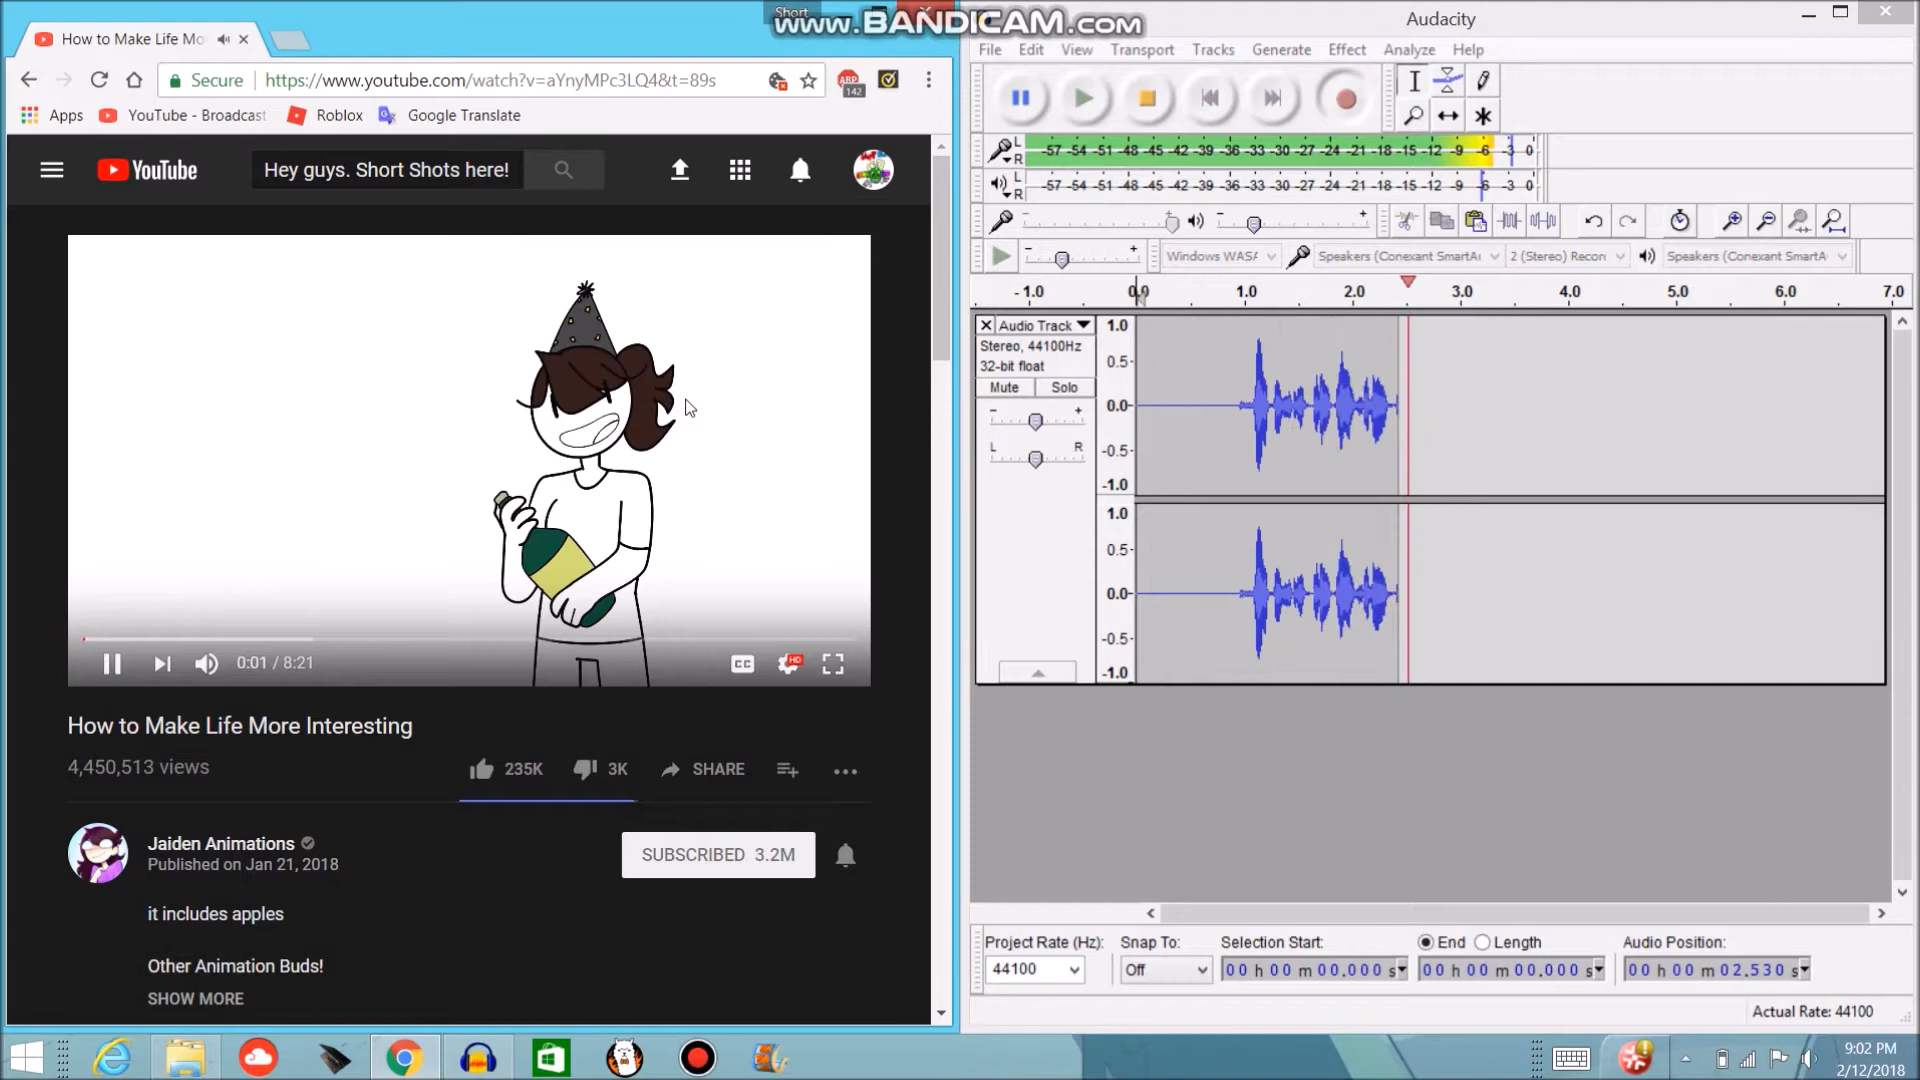 Short
www.BANDICAM.com
How to Make Life Mo
Secure
https://www.youtube.com/watch?v=aYnyMPc3LQ4&t=89s
ABP
142
Apps
YouTube - Broadcast
Roblox
Google Translate
YouTube
Hey guys. Short Shots here!
0:01 / 8:21
CC
HD
How to Make Life More Interesting
4,450,513 views
235K
3K
SHARE
Jaiden Animations
Published on Jan 21, 2018
SUBSCRIBED 3.2M
it includes apples
Other Animation Buds!
SHOW MORE
Audacity
File Edit View Transport Tracks Generate Effect Analyze Help
L
R
-57 -54 -51 -48 -45 -42 -39 -36 -33 -30 -27 -24 -21 -18 -15 -12 -9 -6 -3 0
L
R
-57 -54 -51 -48 -45 -42 -39 -36 -33 -30 -27 -24 -21 -18 -15 -12 -9 -6 -3 0
Windows WASA
Speakers (Conexant SmartAu
2 (Stereo) Recor
Speakers (Conexant SmartA
-1.0 0.0 1.0 2.0 3.0 4.0 5.0 6.0 7.0
Audio Track
Stereo, 44100Hz
32-bit float
Mute Solo
L R
1.0
0.5
0.0
-0.5
-1.0
1.0
0.5
0.0
-0.5
-1.0
Project Rate (Hz):
44100
Snap To:
Off
Selection Start:
00 h 00 m 00.000 s
End Length
00 h 00 m 00.000 s
Audio Position:
00 h 00 m 02.530 s
Actual Rate: 44100
9:02 PM
2/12/2018